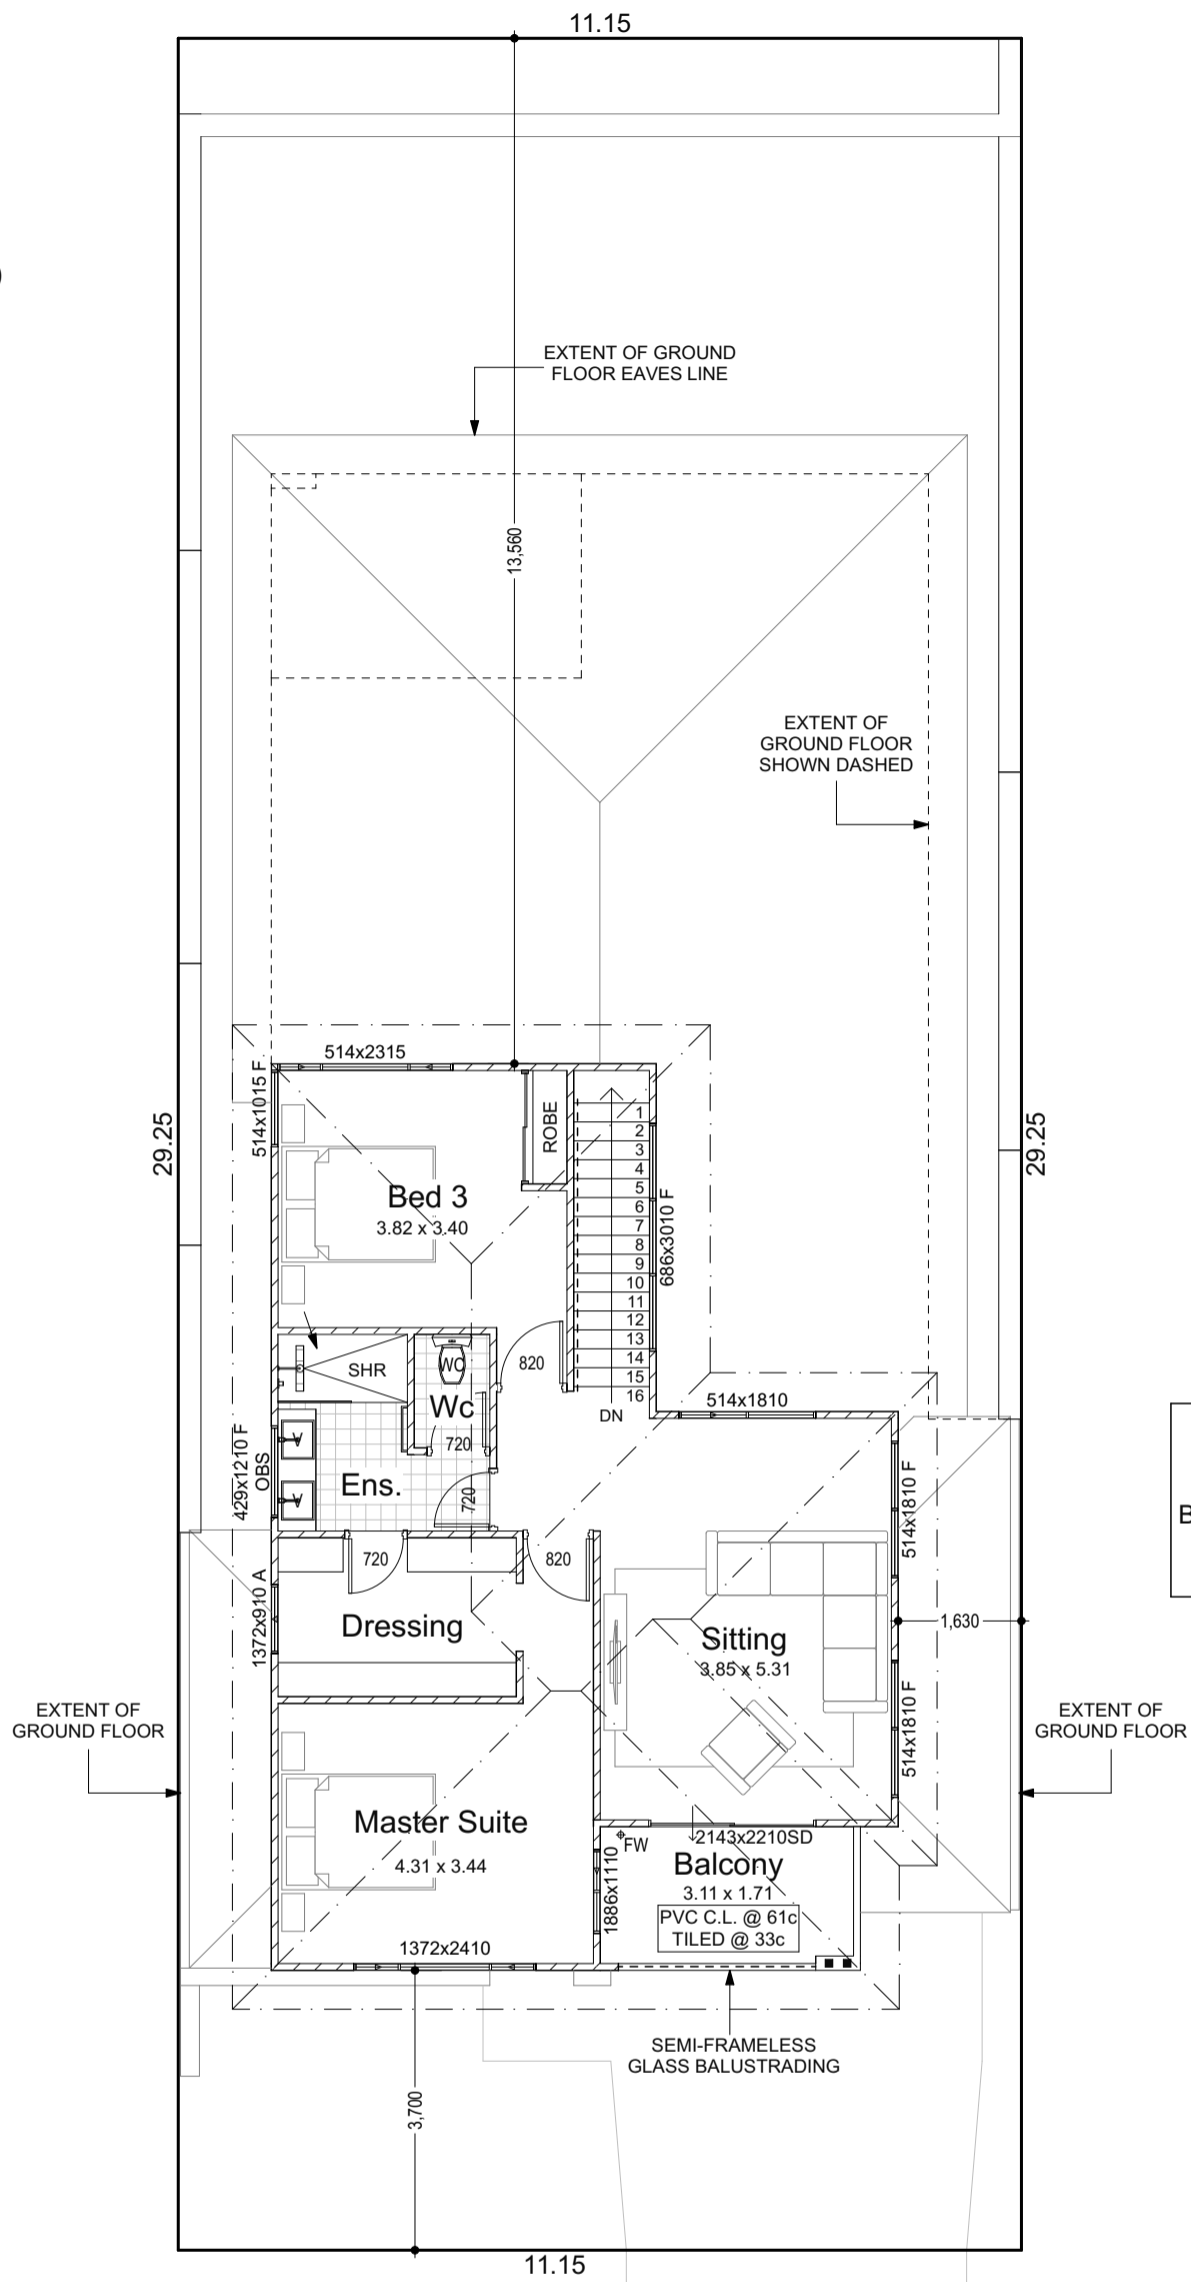 11.15
)
EXTENT OF GROUND
FLOOR EAVES LINE
13,560
EXTENT OF
GROUND FLOOR
SHOWN DASHED
514x2315
514x1015 F
ROBE
29.25
29.25
1
2
3
4
5
6
7
8
9
10
11
12
13
14
15
16
DN
686x3010 F
Bed 3
3.82 x 3.40
SHR
WC
Wc
820
720
514x1810
429x1210 F
OBS
Ens.
720
514x1810 F
B
720
820
1372x910 A
Dressing
Sitting
3.85 x 5.31
1,630
EXTENT OF
GROUND FLOOR
EXTENT OF
GROUND FLOOR
514x1810 F
Master Suite
4.31 x 3.44
FW
2143x2210SD
1886x1110
Balcony
3.11 x 1.71
PVC C.L. @ 61c
TILED @ 33c
1372x2410
SEMI-FRAMELESS
GLASS BALUSTRADING
3,700
11.15